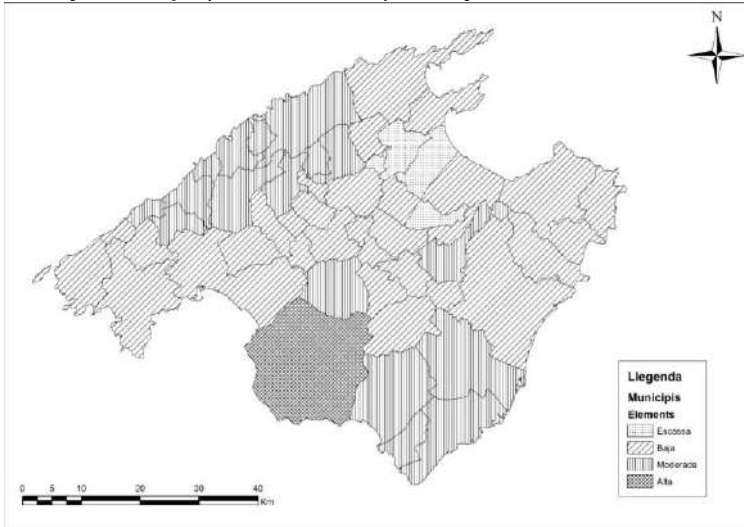 N
Llegenda
Municipis
Elements
Escassa
Baja
Moderada
Alta
0 5 10 20 30 40
Km